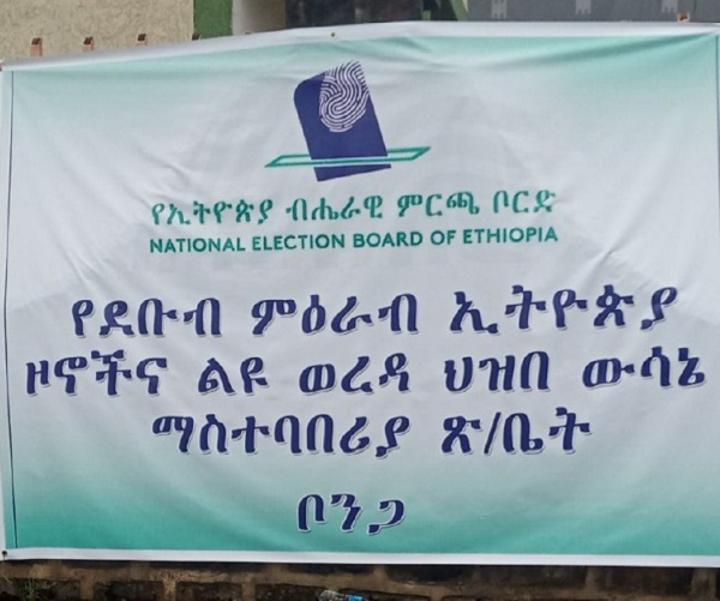 የኢትዮጵያ ብሔራዊ ምርጫ ቦርድ
NATIONAL ELECTION BOARD OF ETHIOPIA
የደቡብ ምዕራብ ኢትዮጵያ
ዞኖችና ልዩ ወረዳ ህዝበ ውሳኔ
ማስተባበሪያ ጽ/ቤት
ቦንጋ